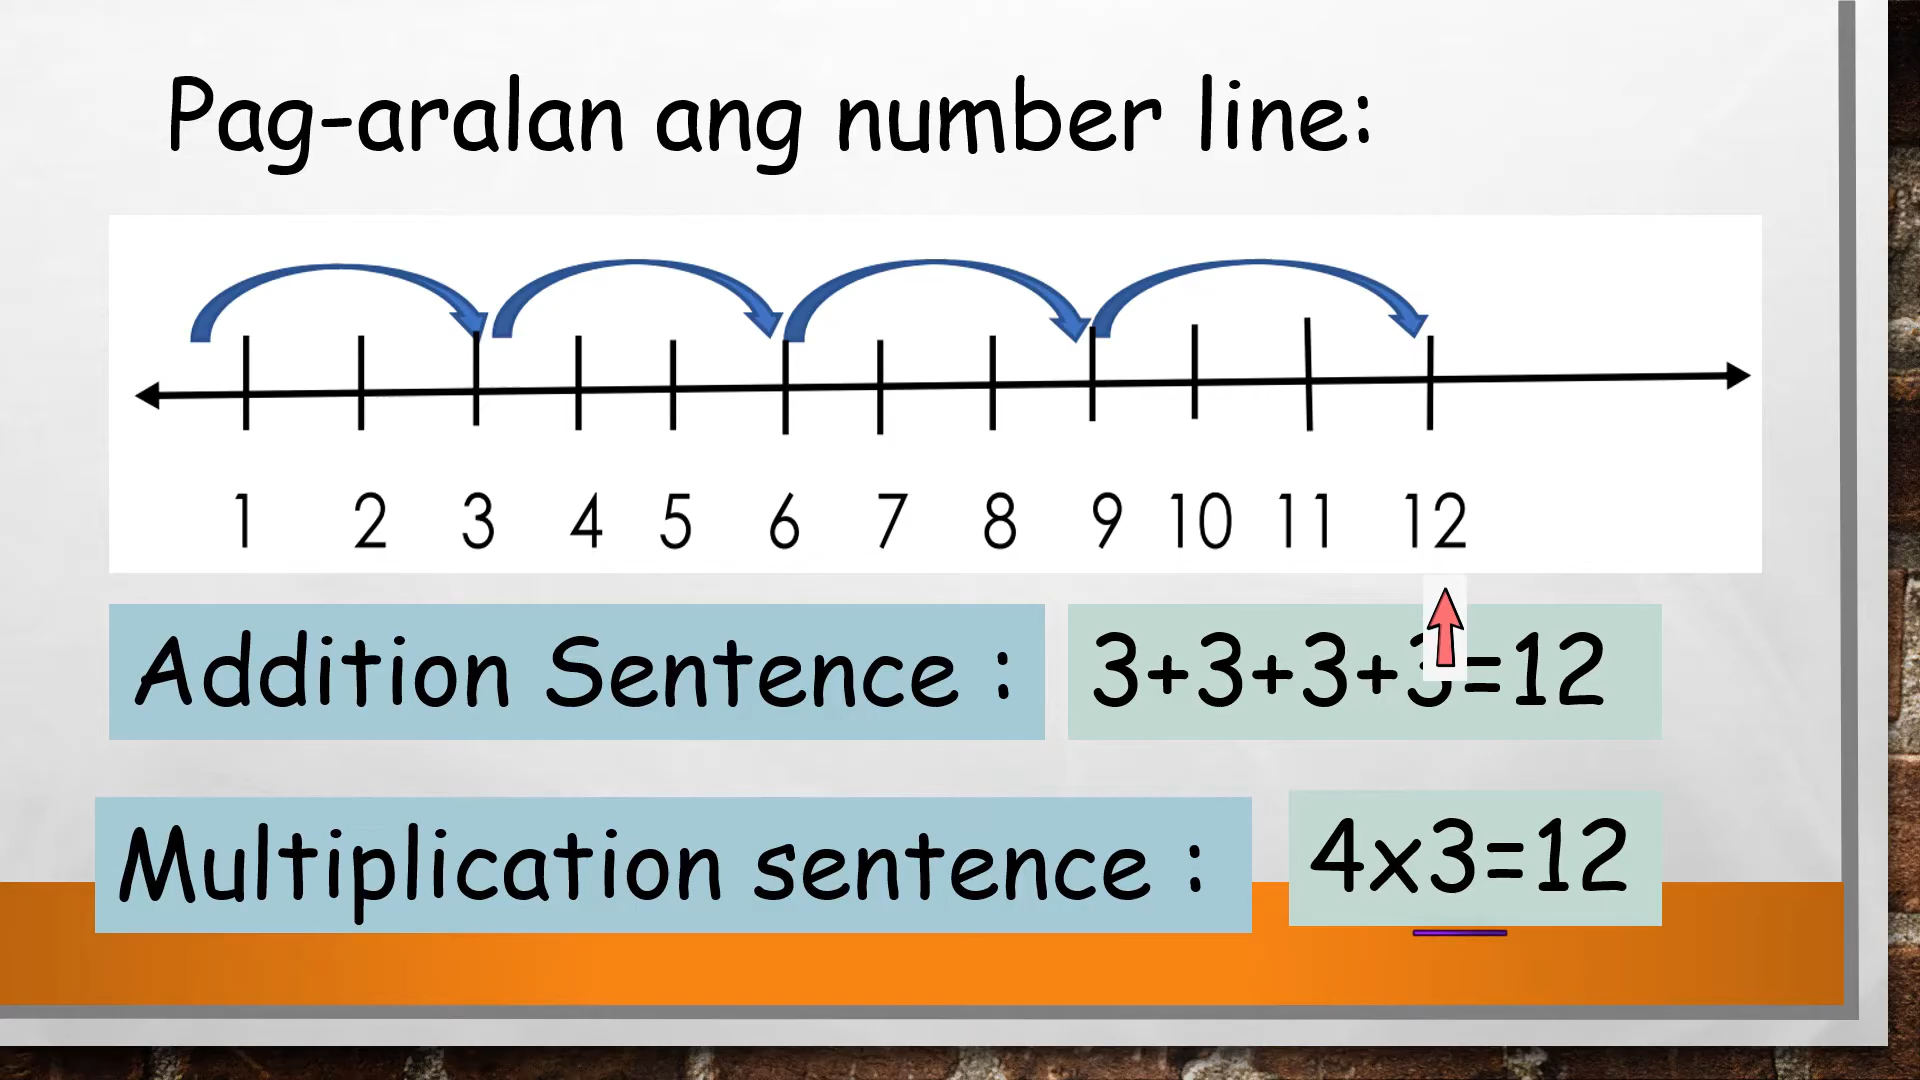 Pag-aralan ang number line:
1 2 3 4 5 6 7 8 9 10 11 12
Addition Sentence : 3+3+3+3=12
Multiplication sentence : 4x3=12